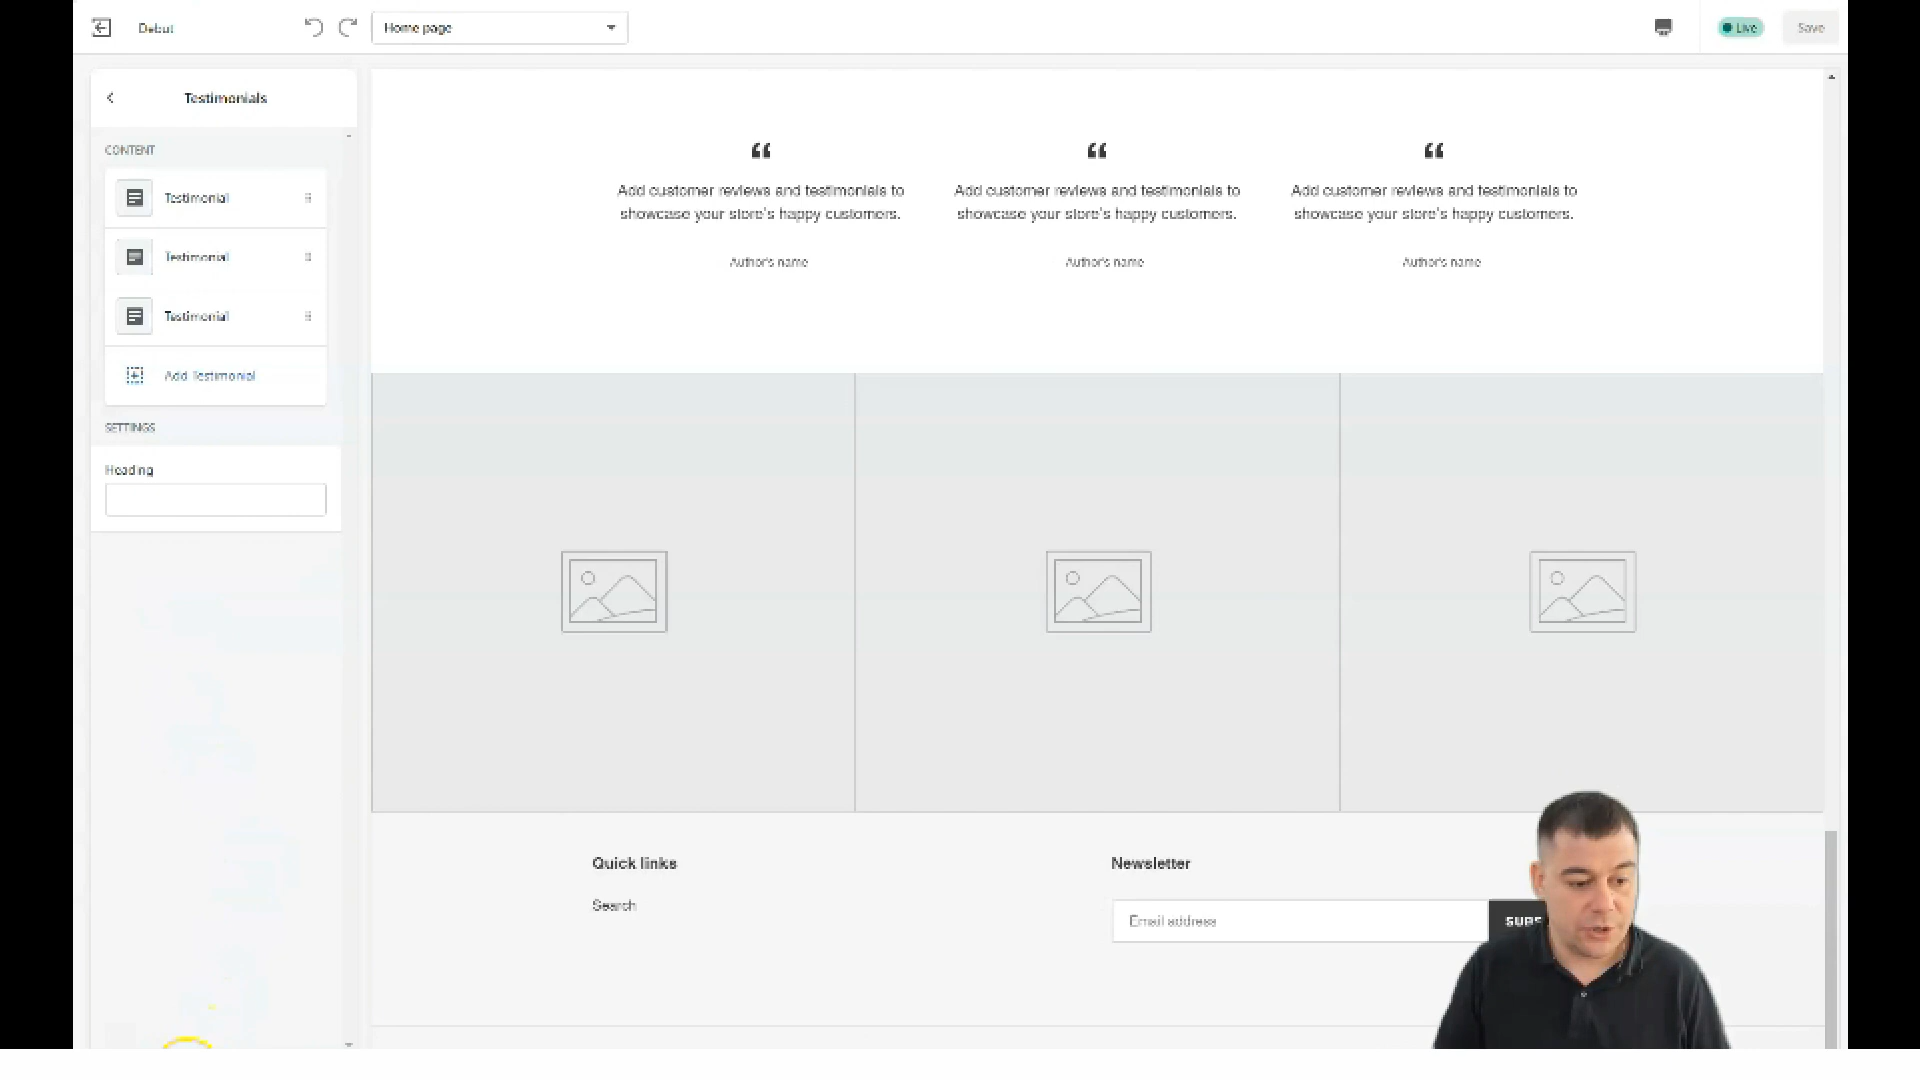 Debut
Home page
Live
Save
Testimonials
CONTENT
Testimonial
Testimonial
Testimonial
Add Testimonial
SETTINGS
Heading
“ “ “
Add customer reviews and testimonials to
showcase your store's happy customers.
Author's name
Add customer reviews and testimonials to
showcase your store's happy customers.
Author's name
Add customer reviews and testimonials to
showcase your store's happy customers.
Author's name
Quick links
Search
Newsletter
Email address
SUBS